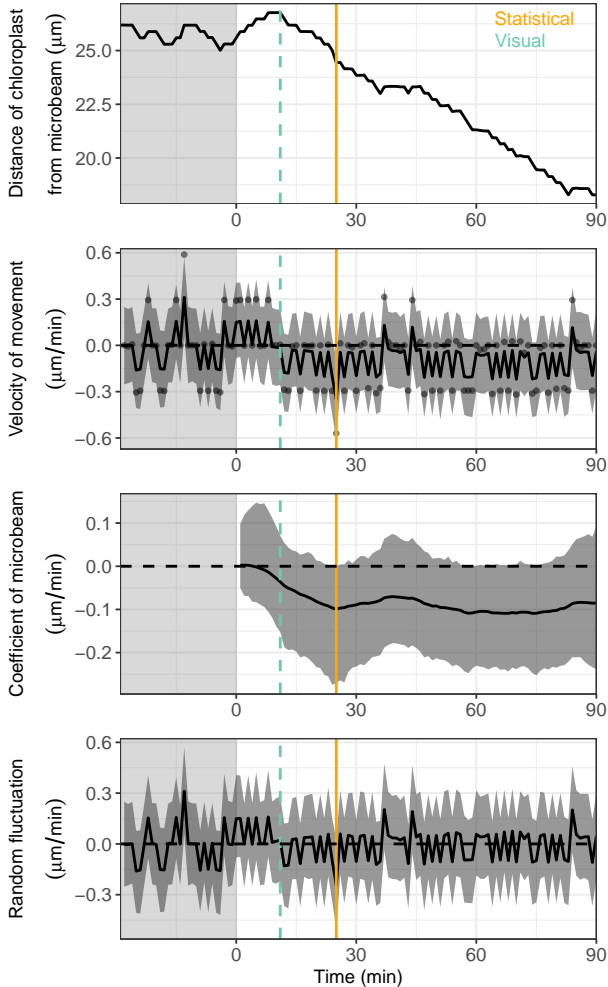 Distance of chloroplast
from microbeam (μm)
Statistical
Visual
25.0
22.5
20.0
0
30
60
90
Velocity of movement
(μm/min)
0.6
0.3
0.0
−0.3
−0.6
0
30
60
90
Coefficient of microbeam
(μm/min)
0.1
0.0
−0.1
−0.2
0
30
60
90
Random fluctuation
(μm/min)
0.6
0.3
0.0
−0.3
0
30
60
90
Time (min)